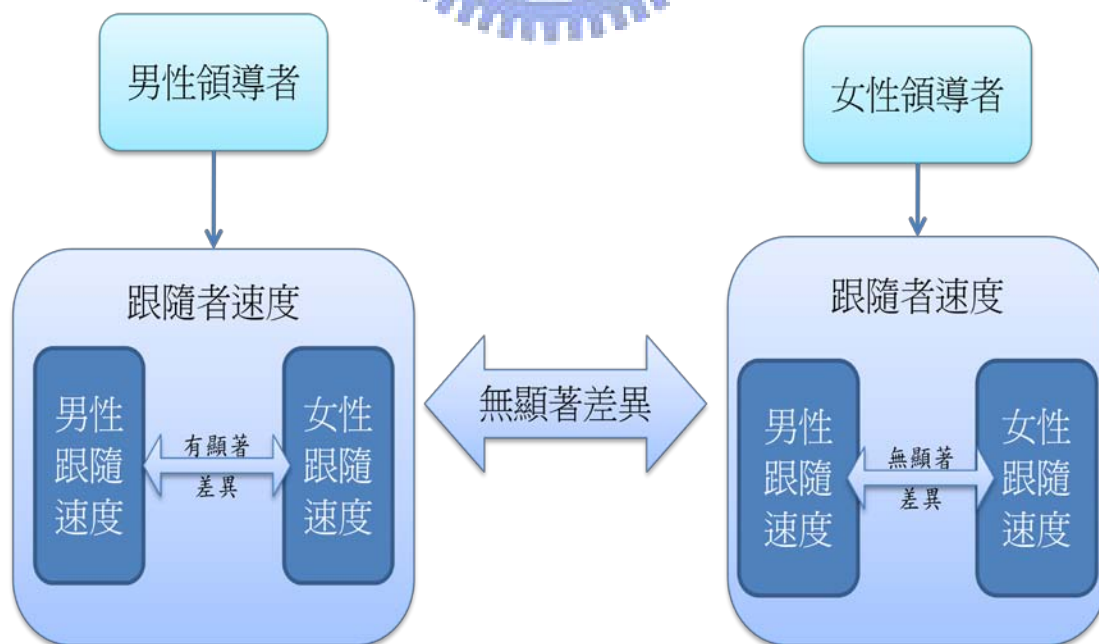 男性領導者
女性領導者
跟隨者速度
男性
跟隨
速度
有顯著
差異
女性
跟隨
速度
無顯著差異
跟隨者速度
男性
跟隨
速度
無顯著
差異
女性
跟隨
速度